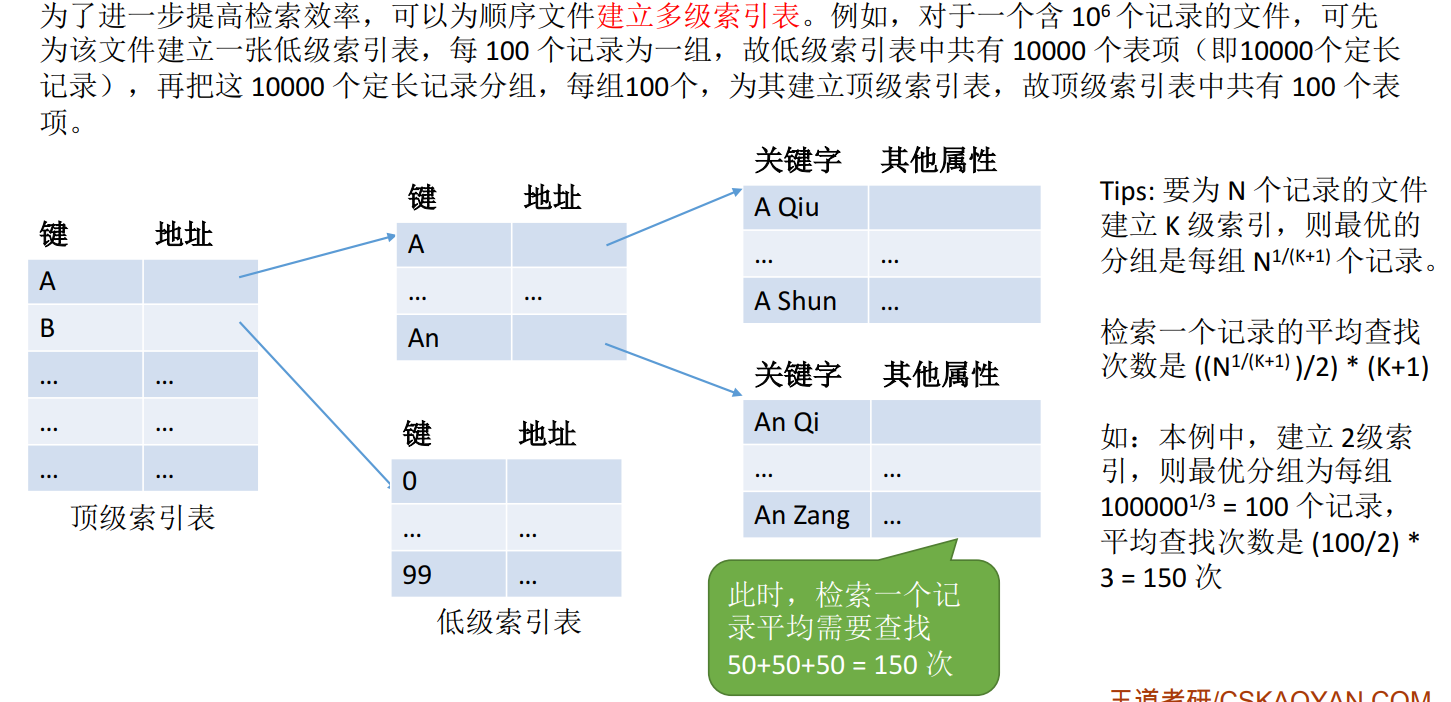 为了进一步提高检索效率，可以为顺序文件建立多级索引表。例如，对于一个含 10⁶ 个记录的文件，可先
为该文件建立一张低级索引表，每 100 个记录为一组，故低级索引表中共有 10000 个表项（即10000个定长
记录），再把这 10000 个定长记录分组，每组100个，为其建立顶级索引表，故顶级索引表中共有 100 个表
项。
键 地址
A
B
... ...
... ...
... ...
顶级索引表
键 地址
A
... ...
An
键 地址
0
... ...
99 ...
低级索引表
关键字 其他属性
A Qiu
... ...
A Shun ...
关键字 其他属性
An Qi
... ...
An Zang ...
此时，检索一个记
录平均需要查找
50+50+50 = 150 次
Tips: 要为 N 个记录的文件
建立 K 级索引，则最优的
分组是每组 N^1/(K+1) 个记录。
检索一个记录的平均查找
次数是 ((N^1/(K+1) )/2) * (K+1)
如：本例中，建立 2级索
引，则最优分组为每组
100000^1/3 = 100 个记录，
平均查找次数是 (100/2) *
3 = 150 次
王道考研/CSKAOYAN.COM